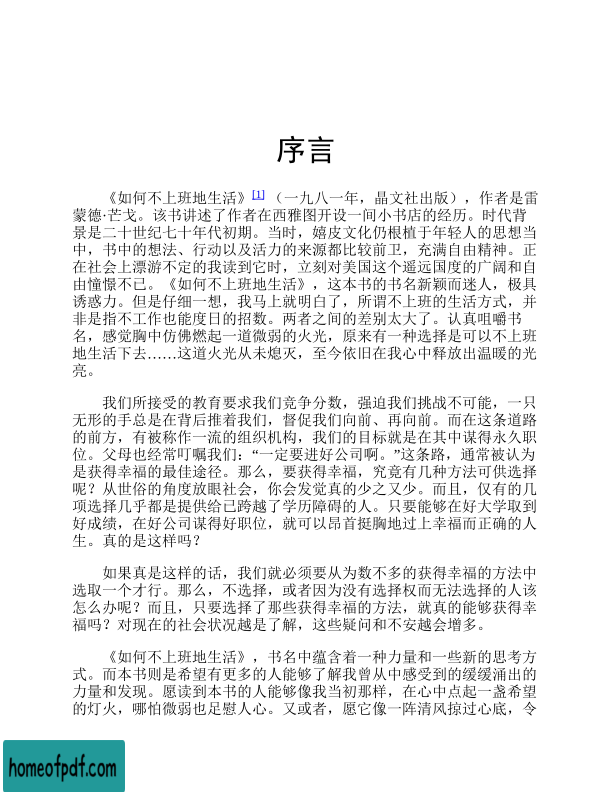 序言
《如何不上班地生活》[1]（一九八一年，晶文社出版），作者是雷
蒙德·芒戈。该书讲述了作者在西雅图开设一间小书店的经历。时代背
景是二十世纪七十年代初期。当时，嬉皮文化仍根植于年轻人的思想当
中，书中的想法、行动以及活力的来源都比较前卫，充满自由精神。正
在社会上漂游不定的我读到它时，立刻对美国这个遥远国度的广阔和自
由憧憬不已。《如何不上班地生活》，这本书的书名新颖而迷人，极具
诱惑力。但是仔细一想，我马上就明白了，所谓不上班的生活方式，并
非是指不工作也能度日的招数。两者之间的差别太大了。认真咀嚼书
名，感觉胸中仿佛燃起一道微弱的火光，原来有一种选择是可以不上班
地生活下去……这道火光从未熄灭，至今依旧在我心中释放出温暖的光
亮。
我们所接受的教育要求我们竞争分数，强迫我们挑战不可能，一只
无形的手总是在背后推着我们，督促我们向前、再向前。而在这条道路
的前方，有被称作一流的组织机构，我们的目标就是在其中谋得永久职
位。父母也经常叮嘱我们：“一定要进好公司啊。”这条路，通常被认为
是获得幸福的最佳途径。那么，要获得幸福，究竟有几种方法可供选择
呢？从世俗的角度放眼社会，你会发觉真的少之又少。而且，仅有的几
项选择几乎都是提供给已跨越了学历障碍的人。只要能够在好大学取到
好成绩，在好公司谋得好职位，就可以昂首挺胸地过上幸福而正确的人
生。真的是这样吗？
如果真是这样的话，我们就必须要从为数不多的获得幸福的方法中
选取一个才行。那么，不选择，或者因为没有选择权而无法选择的人该
怎么办呢？而且，只要选择了那些获得幸福的方法，就真的能够获得幸
福吗？对现在的社会状况越是了解，这些疑问和不安越会增多。
《如何不上班地生活》，书名中蕴含着一种力量和一些新的思考方
式。而本书则是希望有更多的人能够了解我曾从中感受到的缓缓涌出的
力量和发现。愿读到本书的人能够像我当初那样，在心中点起一盏希望
的灯火，哪怕微弱也足慰人心。又或者，愿它像一阵清风掠过心底，令
homeofpdf.com